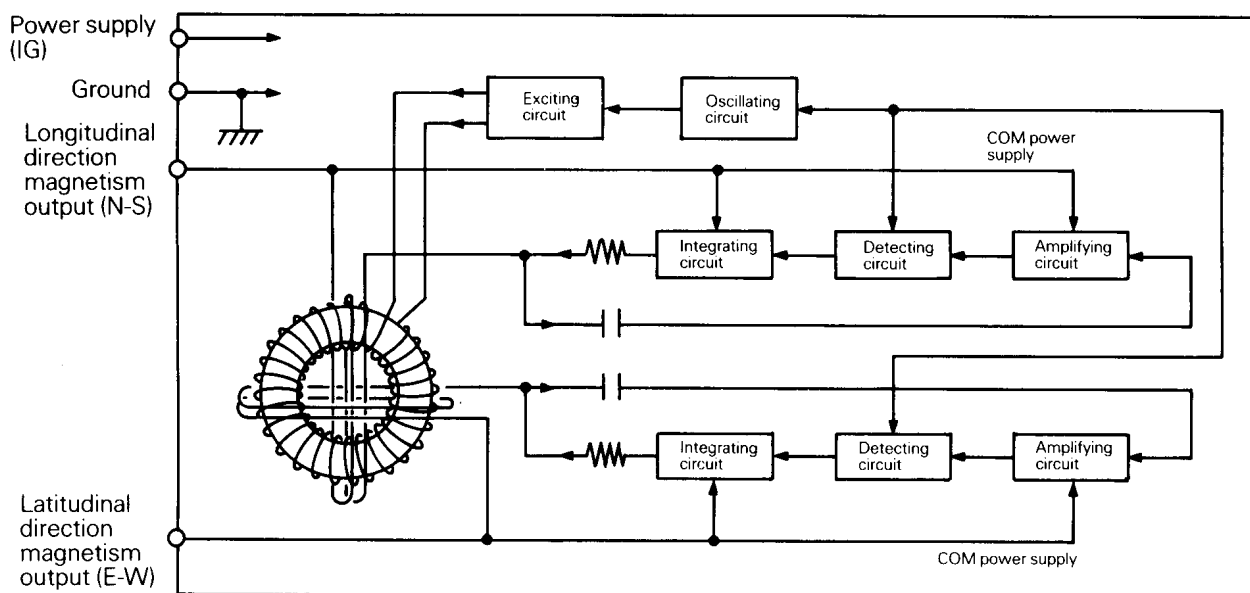 Power supply
(IG)
Ground
Longitudinal
direction
magnetism
output (N-S)
Latitudinal
direction
magnetism
output (E-W)
Exciting
circuit
Oscillating
circuit
COM power
supply
Integrating
circuit
Detecting
circuit
Amplifying
circuit
Integrating
circuit
Detecting
circuit
Amplifying
circuit
COM power supply